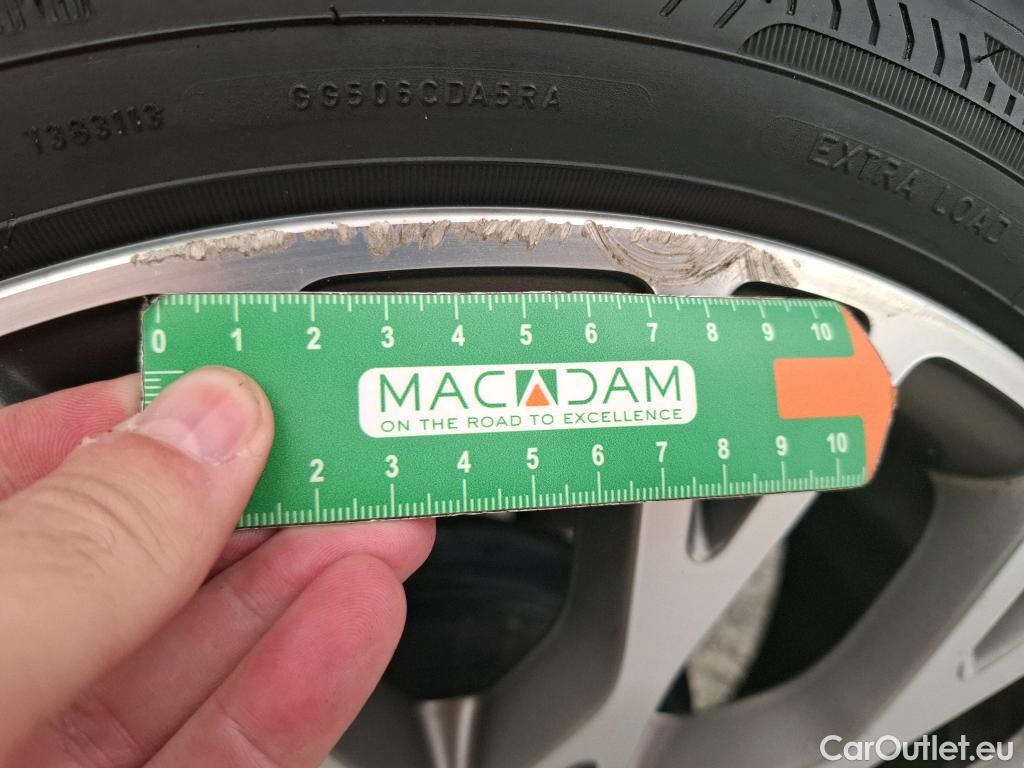 GG506CDA5RA
1383113
EXTRA LOAD
0 1 2 3 4 5 6 7 8 9 10
MACADAM
ON THE ROAD TO EXCELLENCE
2 3 4 5 6 7 8 9 10
CarOutlet.eu